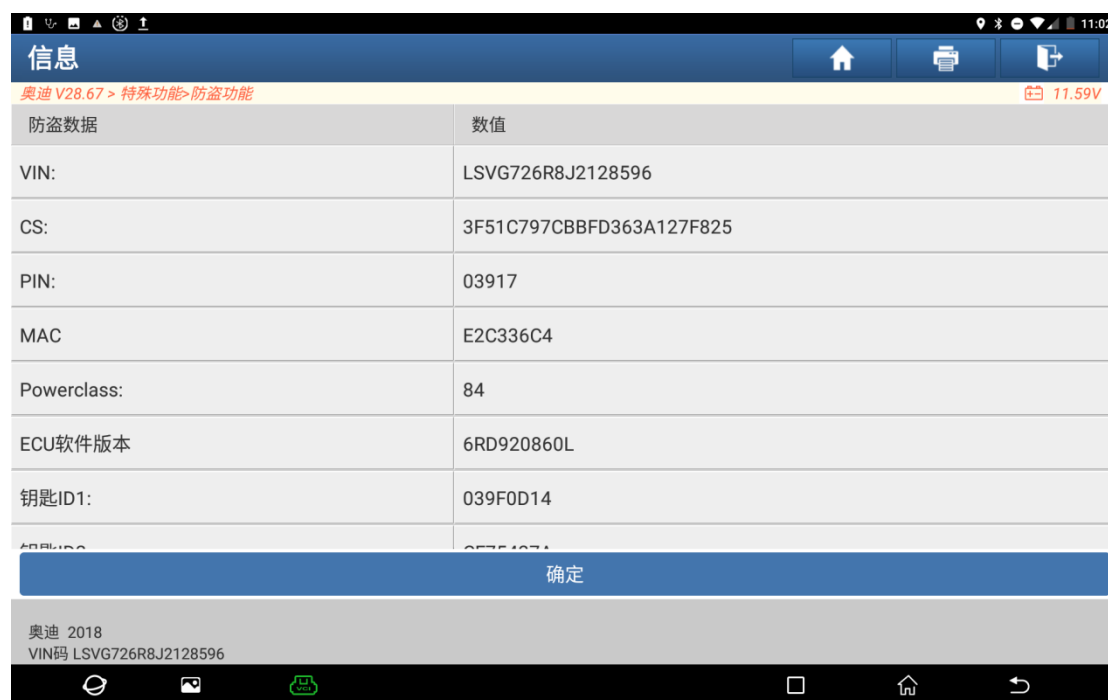 11:02
信息
奥迪 V28.67 > 特殊功能>防盗功能
11.59V
防盗数据 数值
VIN: LSVG726R8J2128596
CS: 3F51C797CBBFD363A127F825
PIN: 03917
MAC E2C336C4
Powerclass: 84
ECU软件版本 6RD920860L
钥匙ID1: 039F0D14
确定
奥迪 2018
VIN码 LSVG726R8J2128596
VCI